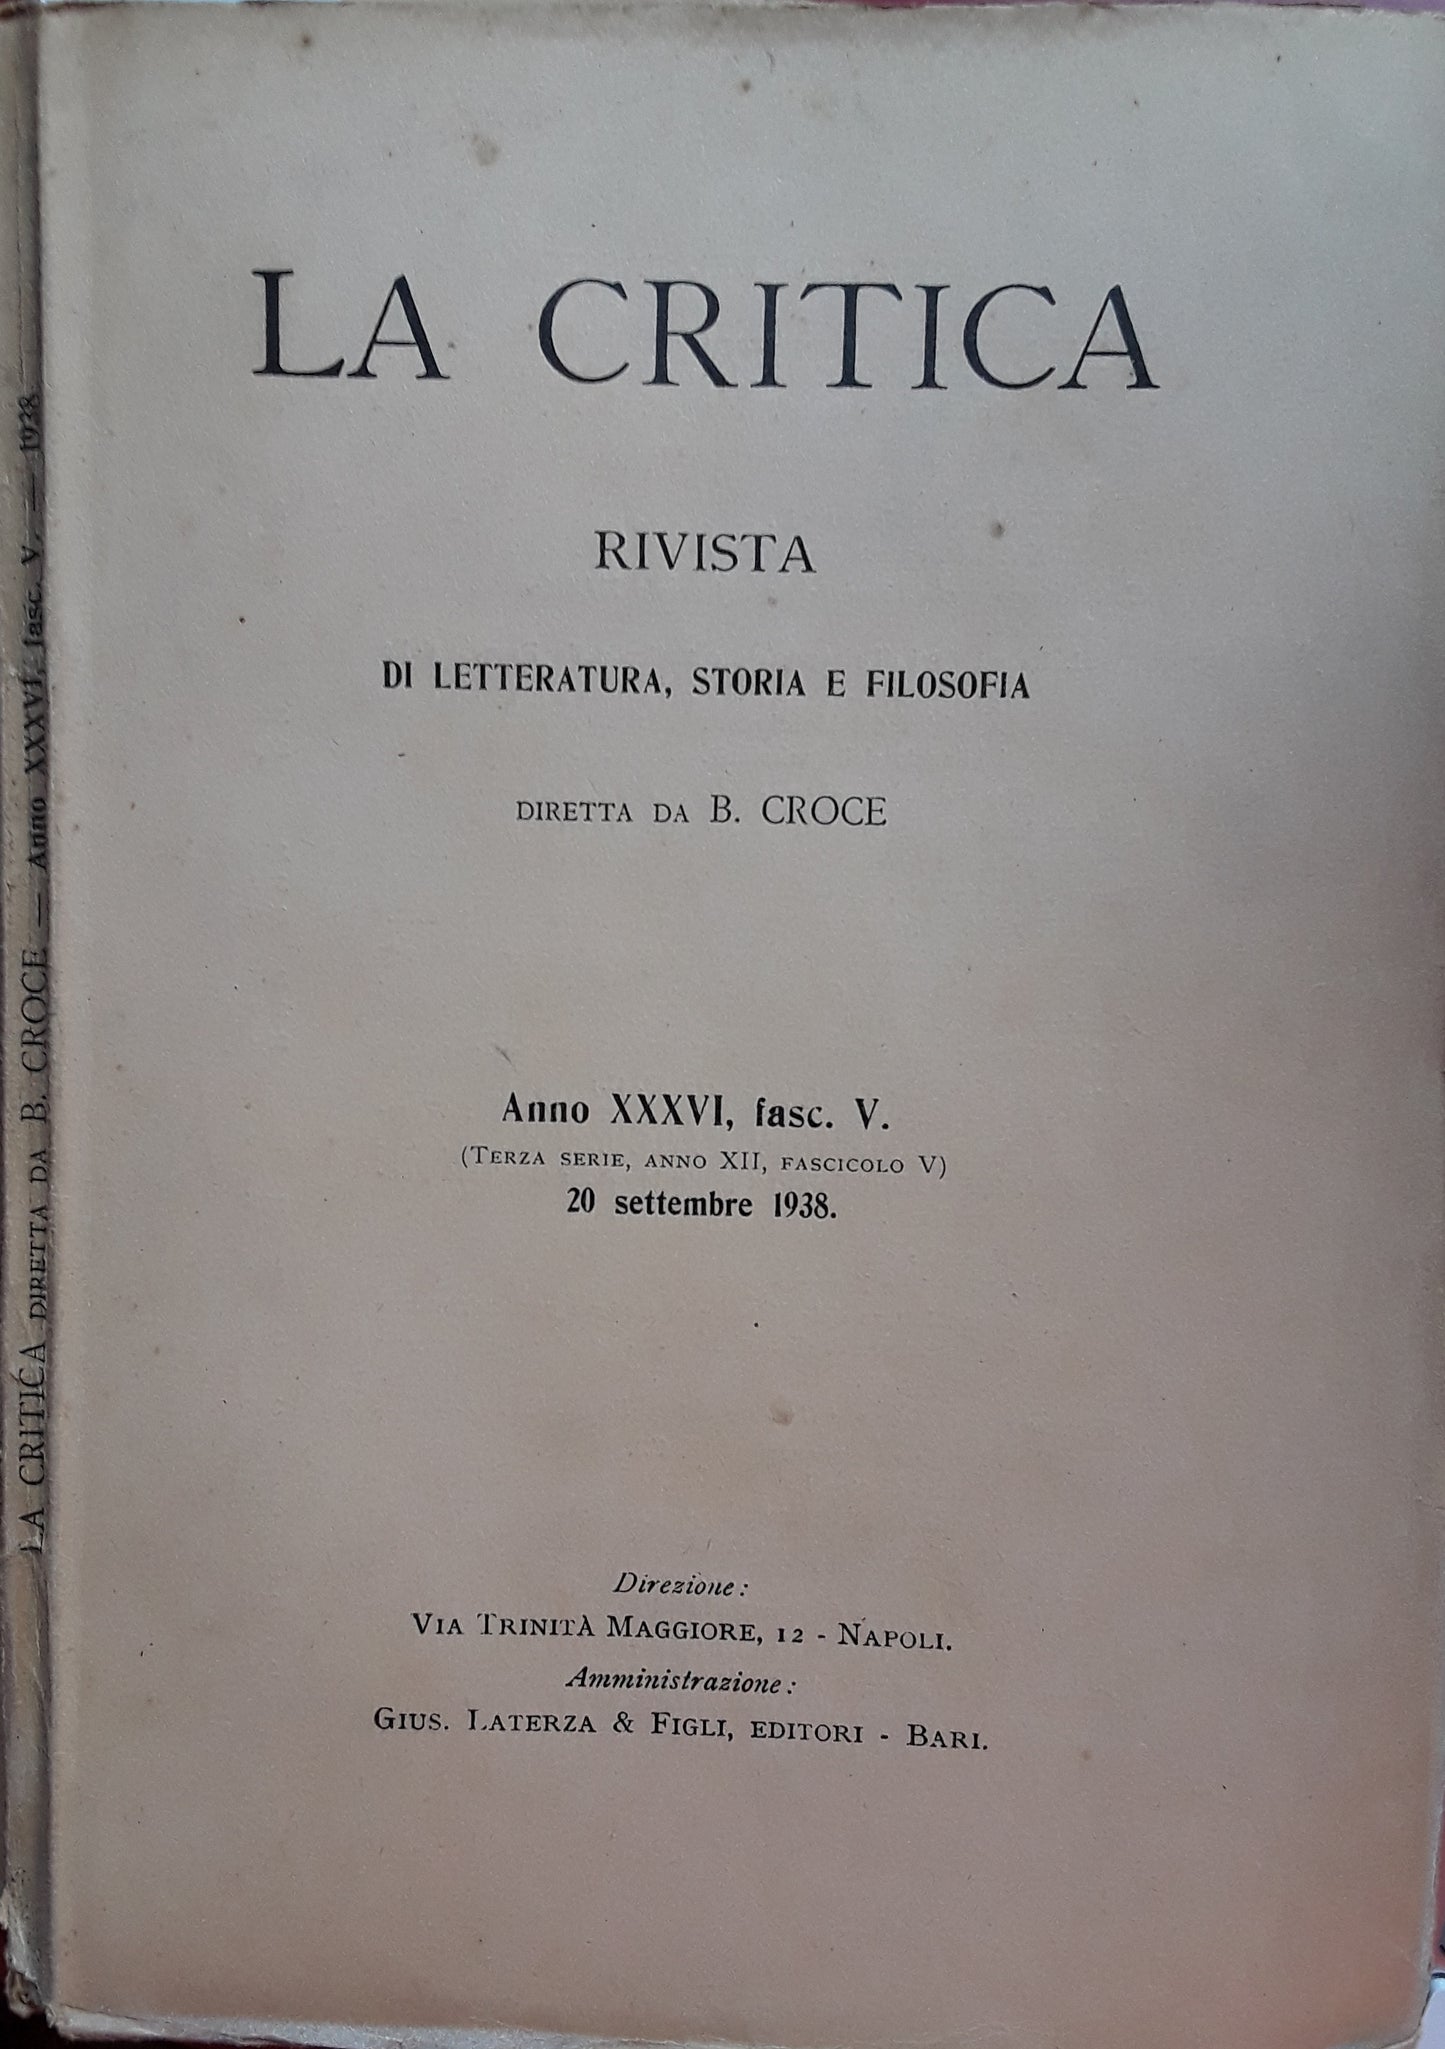 LA CRITICA
RIVISTA
DI LETTERATURA, STORIA E FILOSOFIA
DIRETTA DA B. CROCE
Anno XXXVI, fasc. V.
(TERZA SERIE, ANNO XII, FASCICOLO V)
20 settembre 1938.
Direzione:
VIA TRINITÀ MAGGIORE, 12 - NAPOLI.
Amministrazione:
GIUS. LATERZA & FIGLI, EDITORI - BARI.
LA CRITICA DIRETTA DA B. CROCE — Anno XXXVI, fasc. V. — 1938